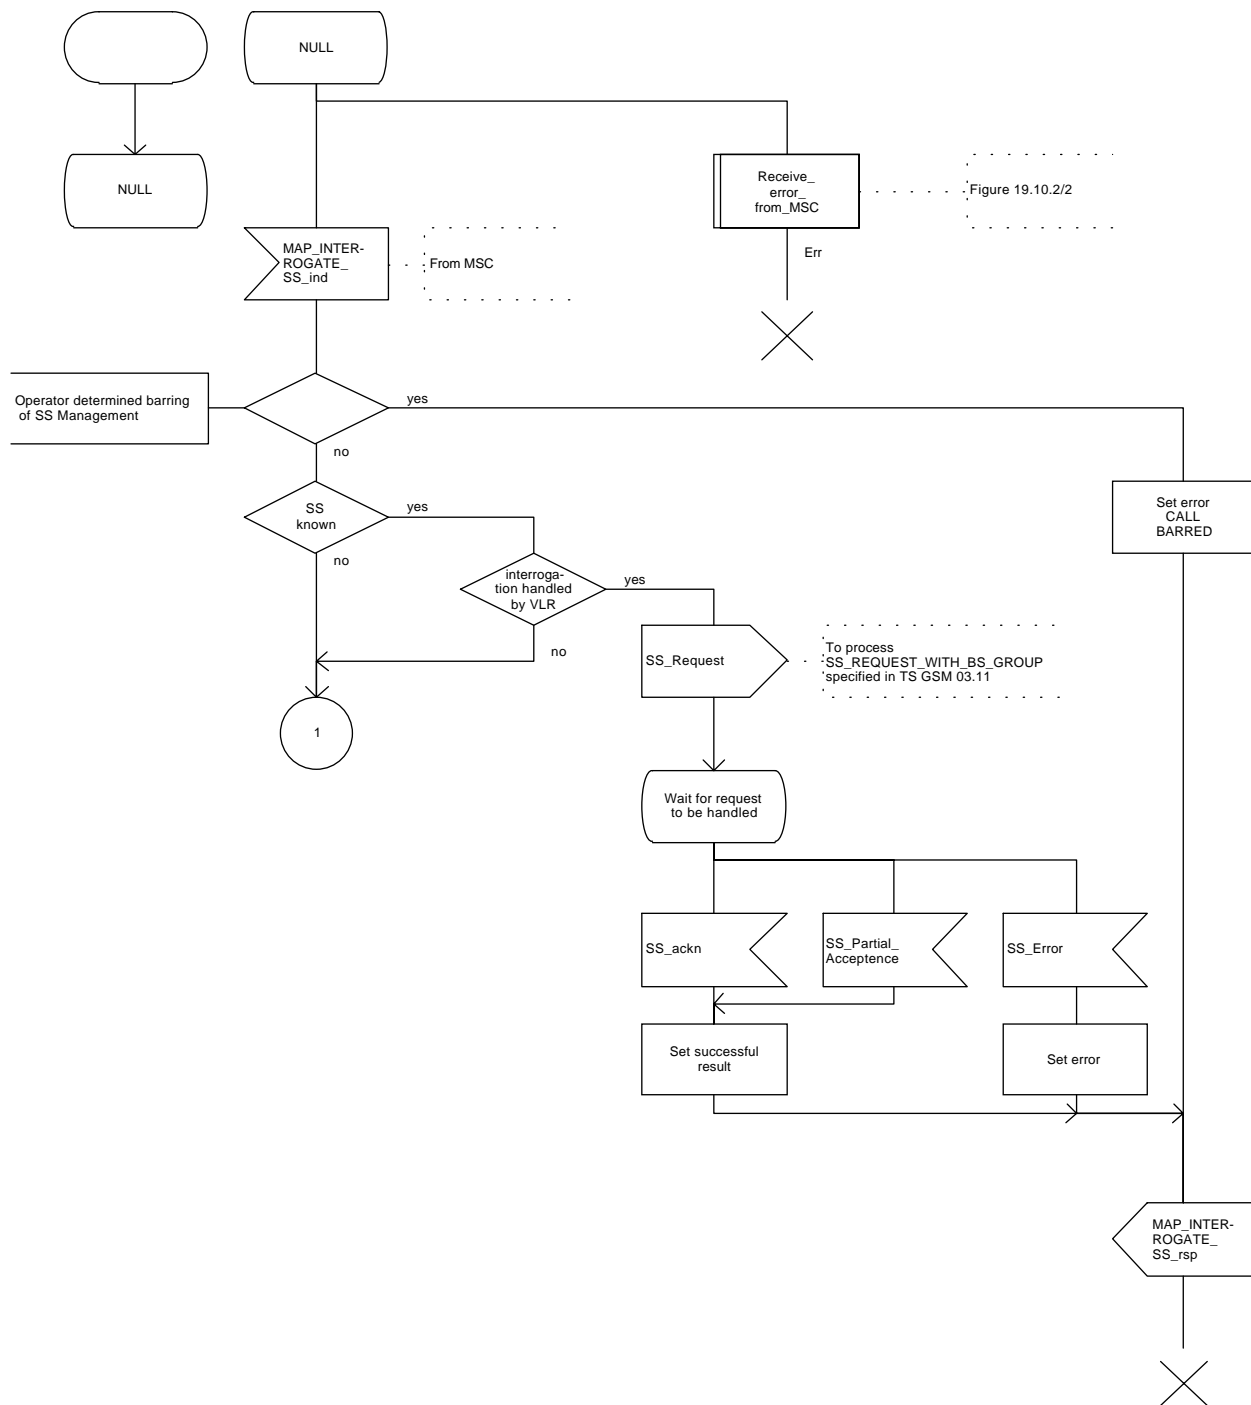 NULL
NULL
Receive_
error_
from_MSC
Figure 19.10.2/2
MAP_INTER-
ROGATE_
SS_ind
From MSC
Err
Operator determined barring
of SS Management
yes
no
SS
known
yes
no
Set error
CALL
BARRED
interroga-
tion handled
by VLR
yes
no
SS_Request
To process
SS_REQUEST_WITH_BS_GROUP
specified in TS GSM 03.11
1
Wait for request
to be handled
SS_ackn
SS_Partial_
Acceptence
SS_Error
Set successful
result
Set error
MAP_INTER-
ROGATE_
SS_rsp